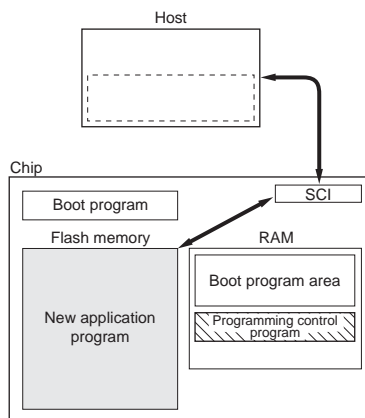 Host
Chip
SCI
Boot program
Flash memory
RAM
Boot program area
New application
program
Programming control
program